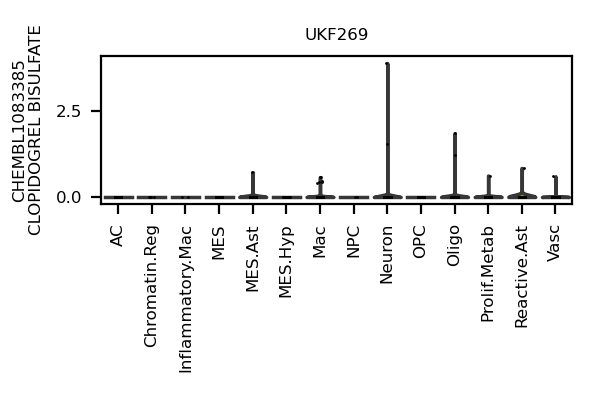 UKF269
CHEMBL1083385
CLOPIDOGREL BISULFATE
2.5
0.0
AC
Chromatin.Reg
Inflammatory.Mac
MES
MES.Ast
MES.Hyp
Mac
NPC
Neuron
OPC
Oligo
Prolif.Metab
Reactive.Ast
Vasc